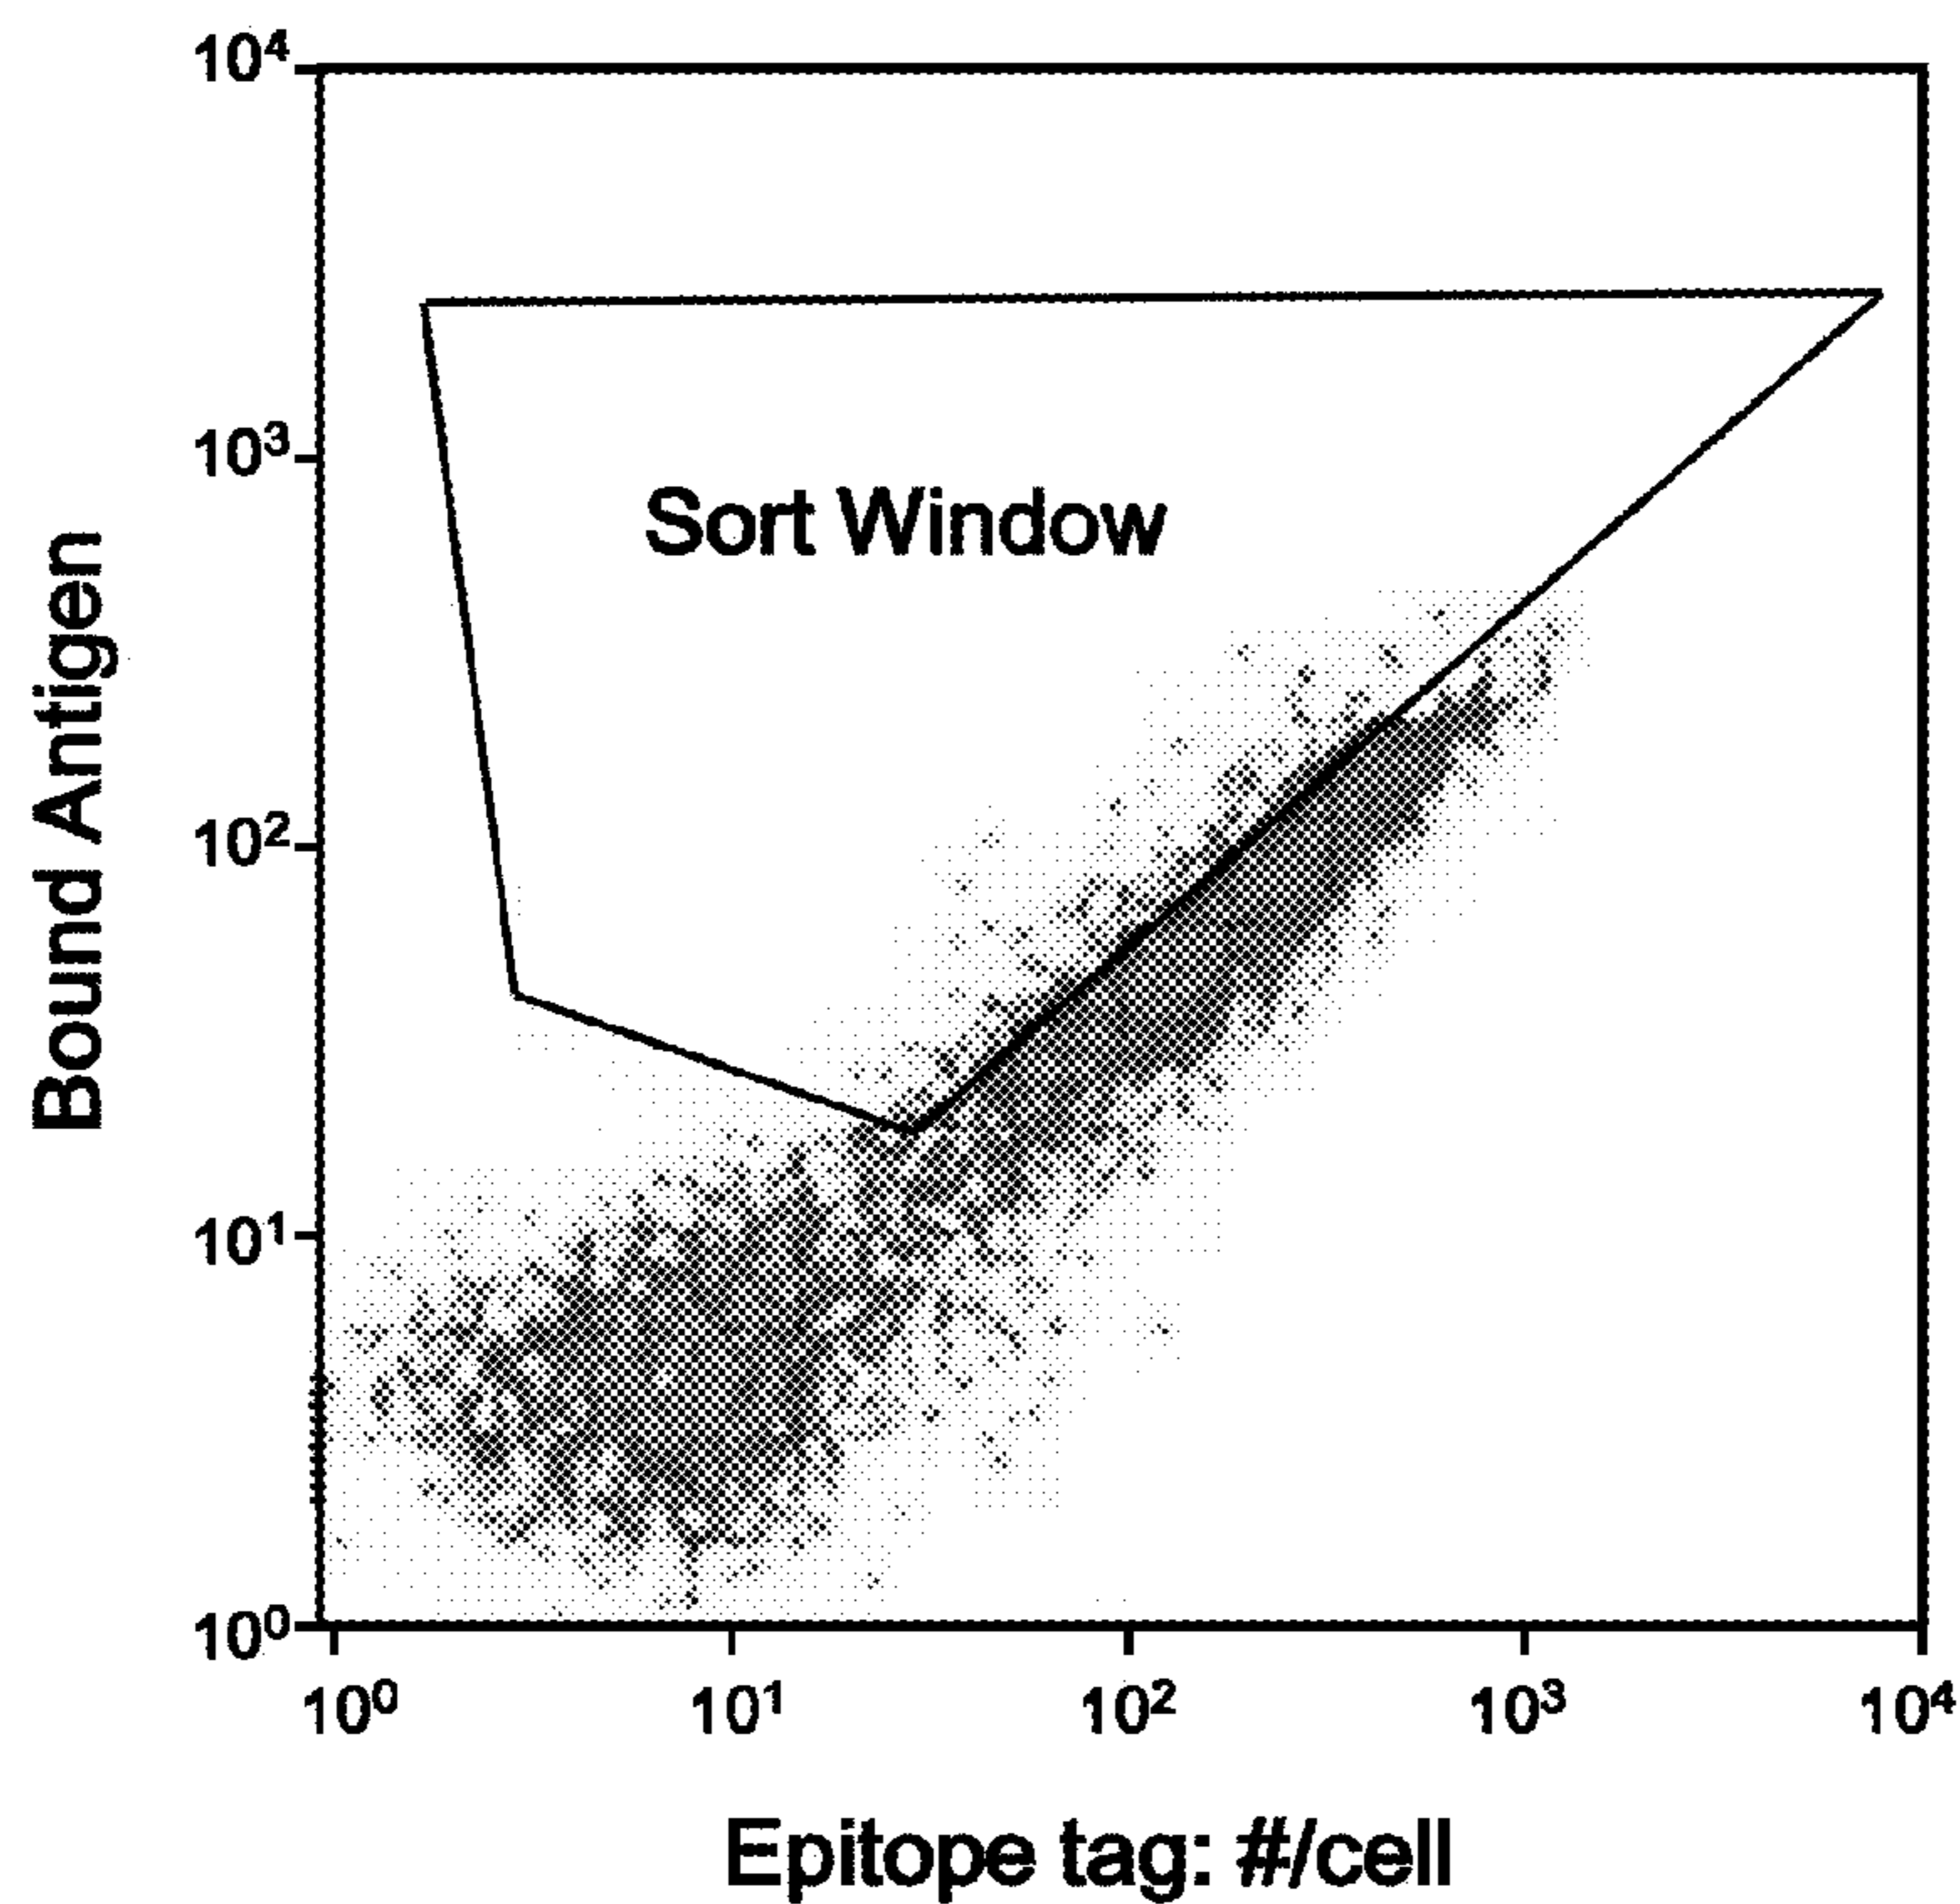 10⁴
10³
Sort Window
10²
Bound Antigen
10¹
10⁰
10⁰ 10¹ 10² 10³ 10⁴
Epitope tag: #/cell